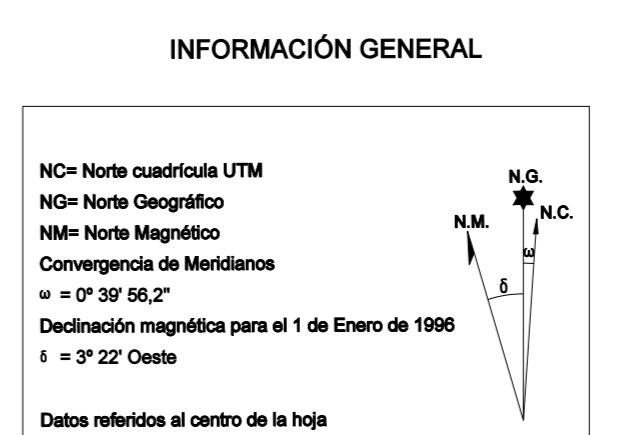 INFORMACIÓN GENERAL
NC= Norte cuadrícula UTM
NG= Norte Geográfico
NM= Norte Magnético
Convergencia de Meridianos
ω = 0º 39' 56,2"
Declinación magnética para el 1 de Enero de 1996
δ = 3º 22' Oeste
Datos referidos al centro de la hoja
N.G.
N.M.
N.C.
ω
δ